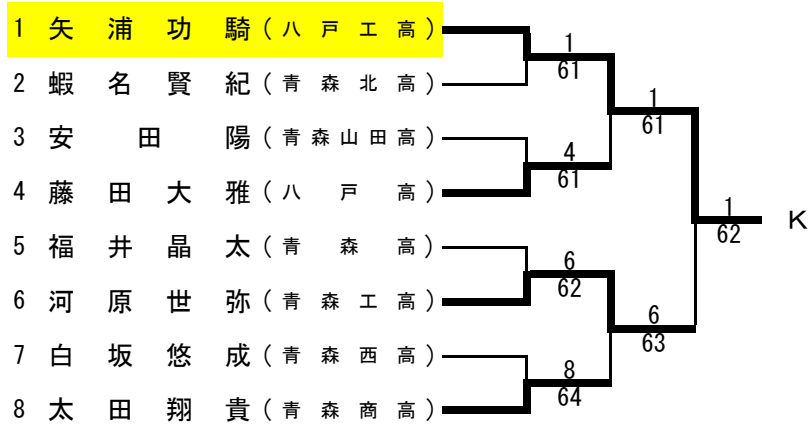 1 矢浦功騎(八戸工高)
2 蝦名賢紀(青森北高)
3 安田陽(青森山田高)
4 藤田大雅(八戸高)
5 福井晶太(青森高)
6 河原世弥(青森工高)
7 白坂悠成(青森西高)
8 太田翔貴(青森商高)
1
61
4
61
6
62
8
64
1
61
6
63
1
62
K